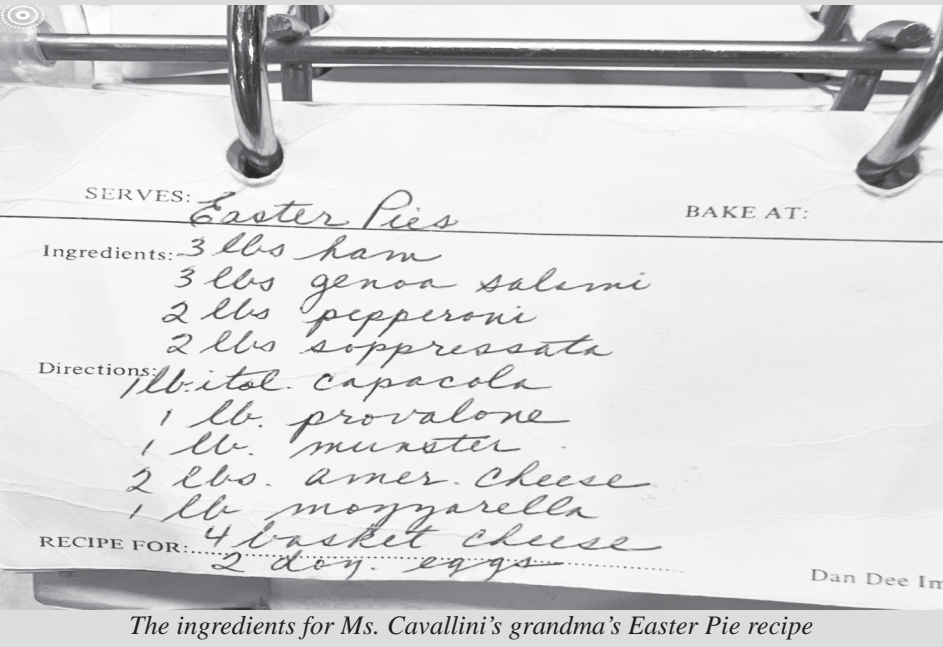 SERVES: Easter Pies
BAKE AT:
Ingredients: 3 lbs ham
3 lbs genoa salami
2 lbs pepperoni
2 lbs soppressata
Directions: 1 lb. ital. capacola
1 lb. provalone
1 lb. munster
2 lbs. amer. cheese
1 lb mozzarella
RECIPE FOR: 4 basket cheese
2 doz. eggs
Dan Dee Im
The ingredients for Ms. Cavallini's grandma's Easter Pie recipe